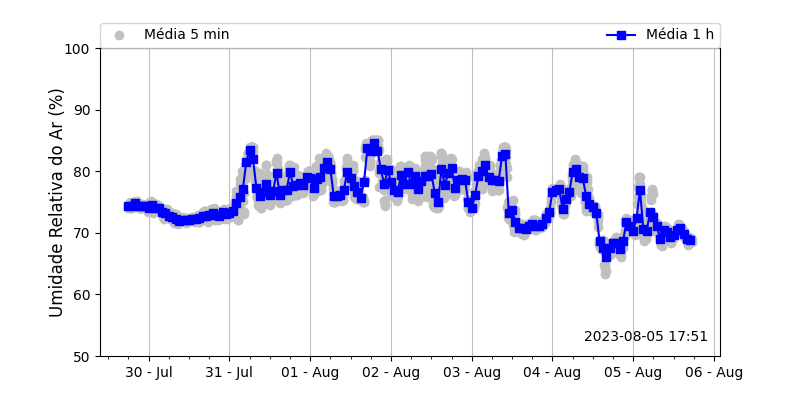 Média 5 min
Média 1 h
Umidade Relativa do Ar (%)
100
90
80
70
60
50
2023-08-05 17:51
30 - Jul
31 - Jul
01 - Aug
02 - Aug
03 - Aug
04 - Aug
05 - Aug
06 - Aug